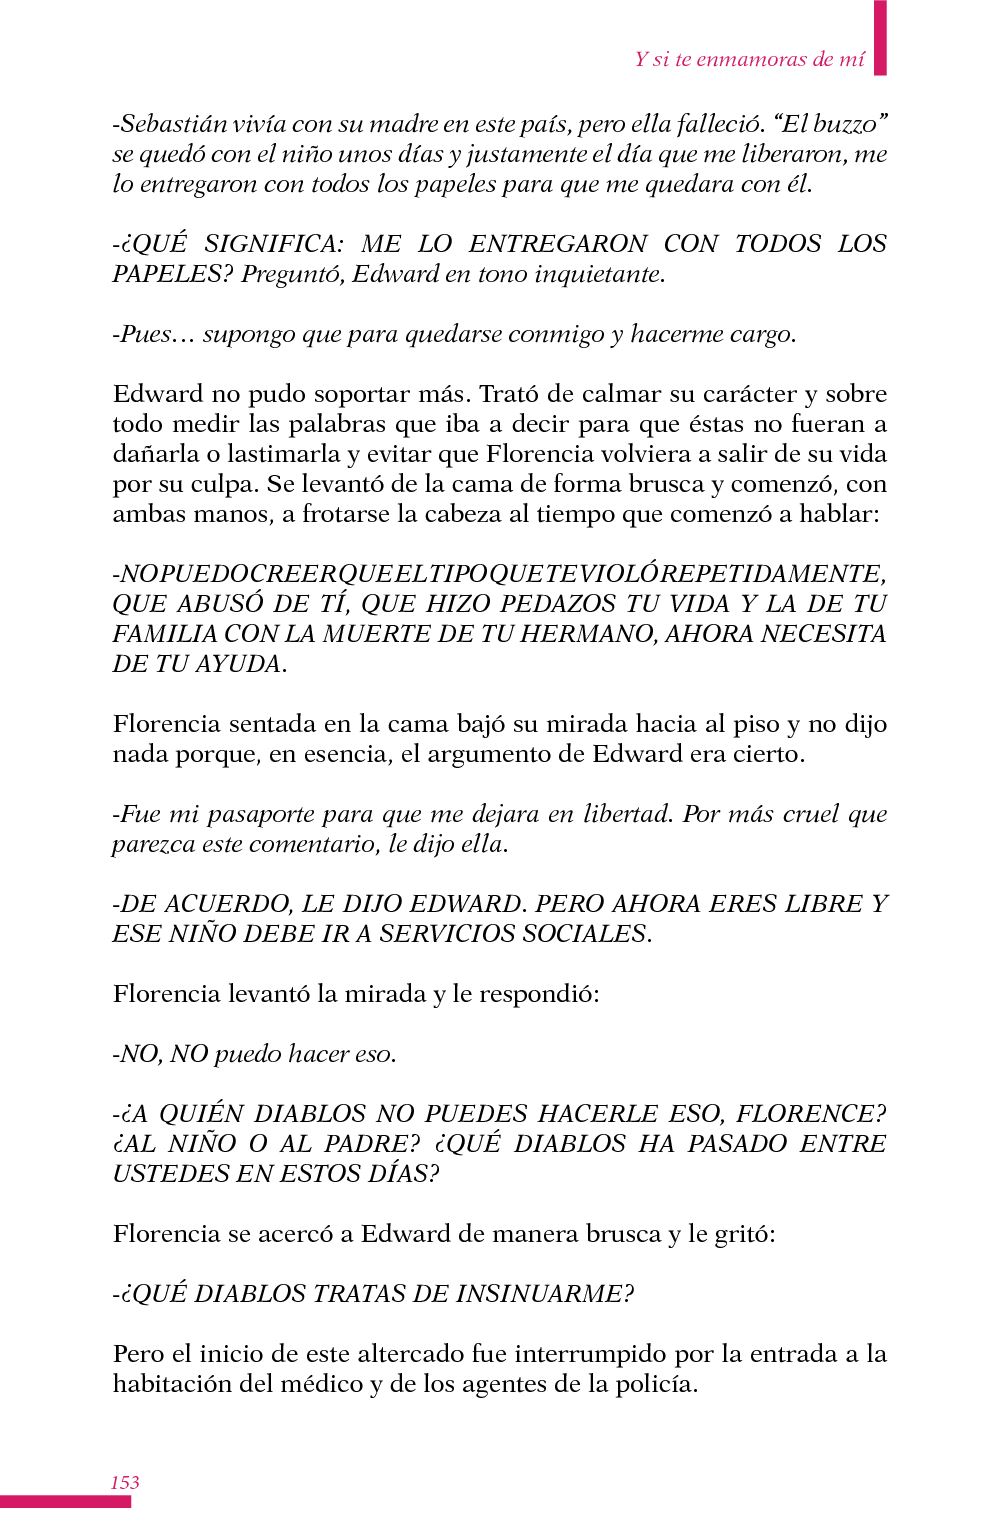 Y si te enmamoras de mí
-Sebastián vivía con su madre en este país, pero ella falleció. “El buzzo”
se quedó con el niño unos días y justamente el día que me liberaron, me
lo entregaron con todos los papeles para que me quedara con él.
-¿QUÉ SIGNIFICA: ME LO ENTREGARON CON TODOS LOS
PAPELES? Preguntó, Edward en tono inquietante.
-Pues… supongo que para quedarse conmigo y hacerme cargo.
Edward no pudo soportar más. Trató de calmar su carácter y sobre
todo medir las palabras que iba a decir para que éstas no fueran a
dañarla o lastimarla y evitar que Florencia volviera a salir de su vida
por su culpa. Se levantó de la cama de forma brusca y comenzó, con
ambas manos, a frotarse la cabeza al tiempo que comenzó a hablar:
-NO PUEDO CREER QUE EL TIPO QUE TE VIOLÓ REPETIDAMENTE,
QUE ABUSÓ DE TÍ, QUE HIZO PEDAZOS TU VIDA Y LA DE TU
FAMILIA CON LA MUERTE DE TU HERMANO, AHORA NECESITA
DE TU AYUDA.
Florencia sentada en la cama bajó su mirada hacia al piso y no dijo
nada porque, en esencia, el argumento de Edward era cierto.
-Fue mi pasaporte para que me dejara en libertad. Por más cruel que
parezca este comentario, le dijo ella.
-DE ACUERDO, LE DIJO EDWARD. PERO AHORA ERES LIBRE Y
ESE NIÑO DEBE IR A SERVICIOS SOCIALES.
Florencia levantó la mirada y le respondió:
-NO, NO puedo hacer eso.
-¿A QUIÉN DIABLOS NO PUEDES HACERLE ESO, FLORENCE?
¿AL NIÑO O AL PADRE? ¿QUÉ DIABLOS HA PASADO ENTRE
USTEDES EN ESTOS DÍAS?
Florencia se acercó a Edward de manera brusca y le gritó:
-¿QUÉ DIABLOS TRATAS DE INSINUARME?
Pero el inicio de este altercado fue interrumpido por la entrada a la
habitación del médico y de los agentes de la policía.
153